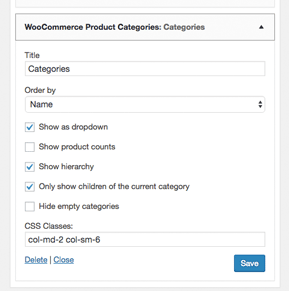 WooCommerce Product Categories: Categories
Title
Categories
Order by
Name
Show as dropdown
Show product counts
Show hierarchy
Only show children of the current category
Hide empty categories
CSS Classes:
col-md-2 col-sm-6
Delete | Close
Save